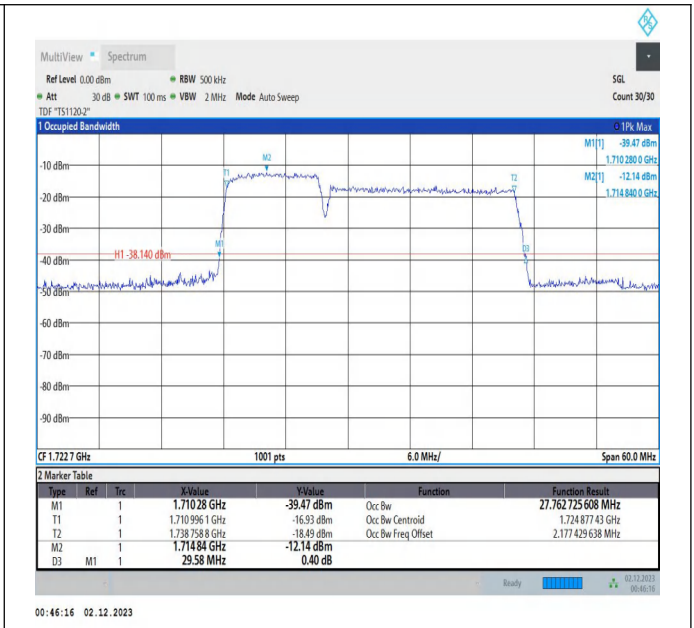 MultiView Spectrum
Ref Level 0.00 dBm RBW 500 kHz SGL
Att 30 dB SWT 100 ms VBW 2 MHz Mode Auto Sweep Count 30/30
TDF "TS1120-2"
1 Occupied Bandwidth 1Pk Max
M1[1] -39.47 dBm
1.710 280 0 GHz
M2[1] -12.14 dBm
1.714 840 0 GHz
M2
T1
T2
-10 dBm
-20 dBm
-30 dBm
M1
D3
H1 -38.140 dBm
-40 dBm
-50 dBm
-60 dBm
-70 dBm
-80 dBm
-90 dBm
CF 1.722 7 GHz 1001 pts 6.0 MHz/ Span 60.0 MHz
2 Marker Table
Type Ref Trc X-Value Y-Value Function Function Result
M1 1 1.710 28 GHz -39.47 dBm Occ Bw 27.762 725 608 MHz
T1 1 1.710 996 1 GHz -16.93 dBm Occ Bw Centroid 1.724 877 43 GHz
T2 1 1.738 758 8 GHz -18.49 dBm Occ Bw Freq Offset 2.177 429 638 MHz
M2 1 1.714 84 GHz -12.14 dBm
D3 M1 1 29.58 MHz 0.40 dB
Ready 02.12.2023
00:46:16
00:46:16 02.12.2023